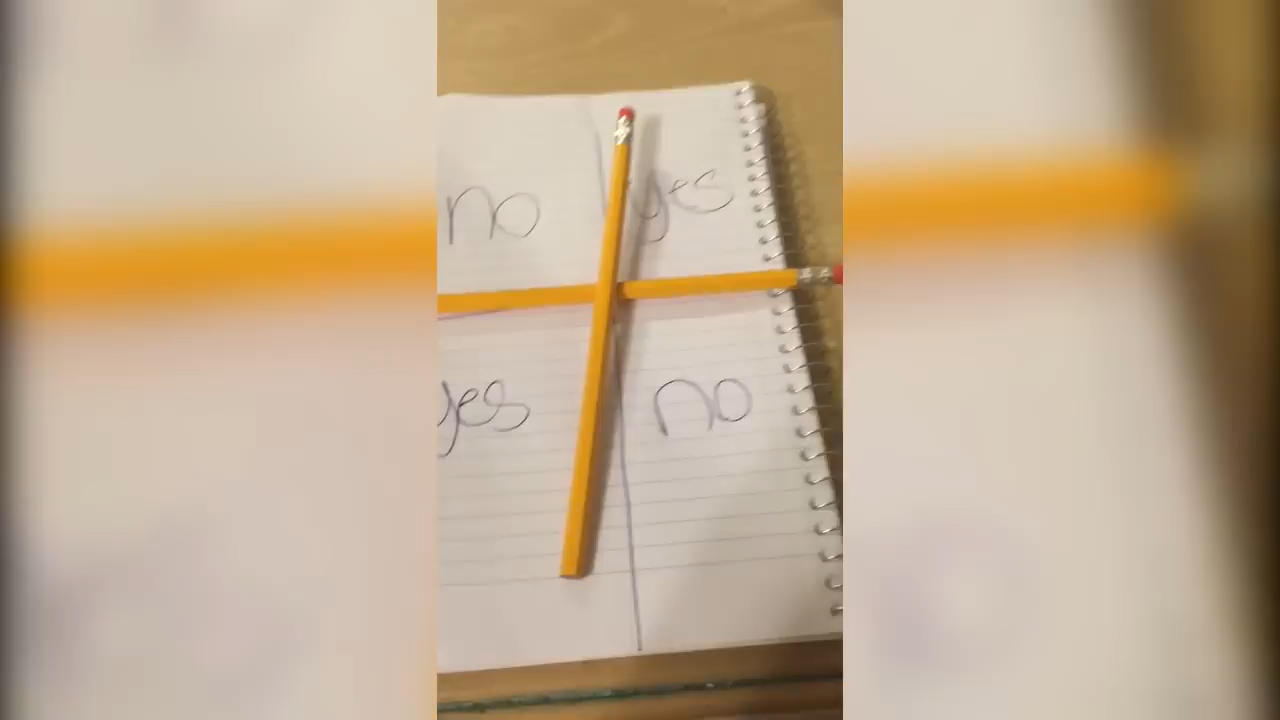 no yes
yes no